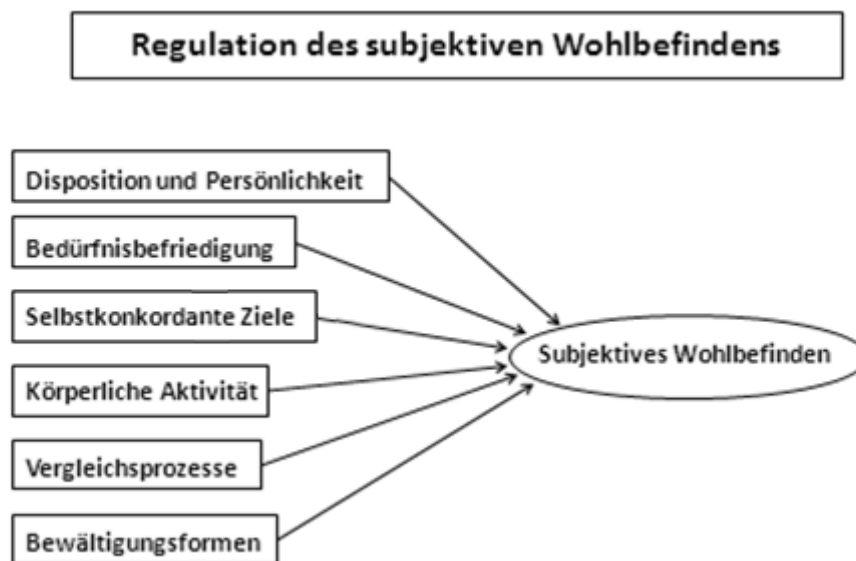 Regulation des subjektiven Wohlbefindens
Disposition und Persönlichkeit
Bedürfnisbefriedigung
Selbstkonkordante Ziele
Subjektives Wohlbefinden
Körperliche Aktivität
Vergleichsprozesse
Bewältigungsformen